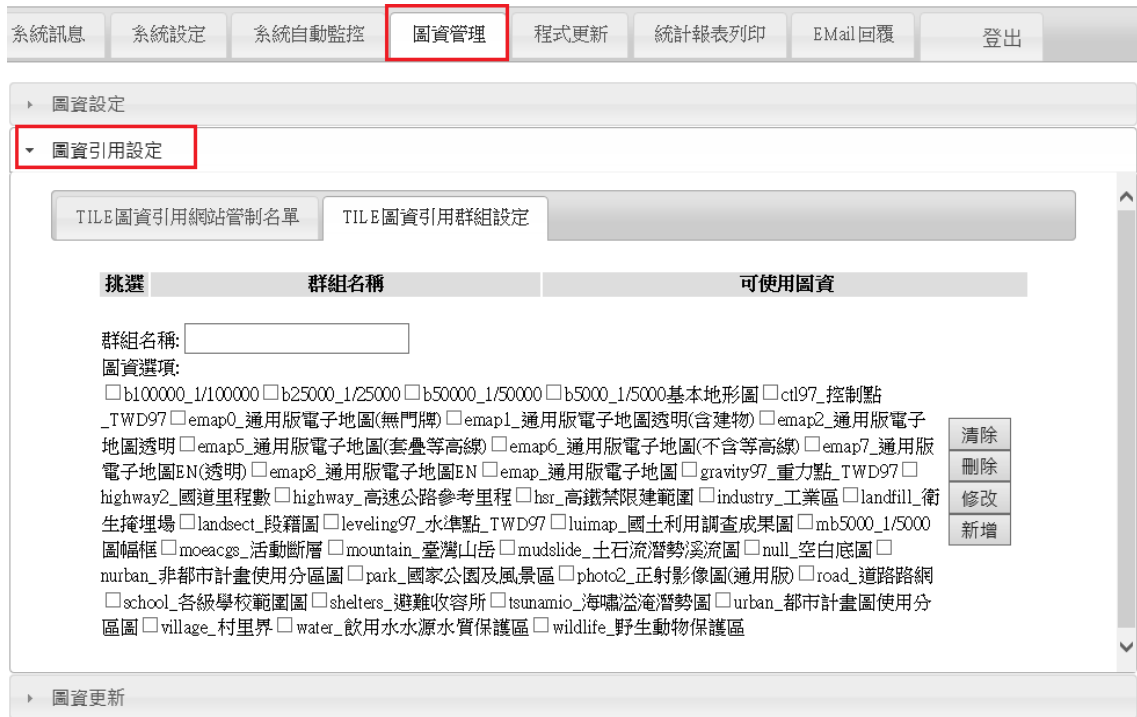 系統訊息 系統設定 系統自動監控 圖資管理 程式更新 統計報表列印 EMail回覆 登出
圖資設定
圖資引用設定
TILE圖資引用網站管制名單 TILE圖資引用群組設定
挑選 群組名稱 可使用圖資
群組名稱:
圖資選項:
□b100000_1/100000□b25000_1/25000□b50000_1/50000□b5000_1/5000基本地形圖□ctl97_控制點
_TWD97□emap0_通用版電子地圖(無門牌)□emap1_通用版電子地圖透明(含建物)□emap2_通用版電子
地圖透明□emap5_通用版電子地圖(套疊等高線)□emap6_通用版電子地圖(不含等高線)□emap7_通用版
電子地圖EN(透明)□emap8_通用版電子地圖EN□emap_通用版電子地圖□gravity97_重力點_TWD97□
highway2_國道里程數□highway_高速公路參考里程□hsr_高鐵禁限建範圍□industry_工業區□landfill_衛
生掩埋場□landsect_段籍圖□leveling97_水準點_TWD97□luimap_國土利用調查成果圖□mb5000_1/5000
圖幅框□moeacgs_活動斷層□mountain_臺灣山岳□mudslide_土石流潛勢溪流圖□null_空白底圖□
nurban_非都市計畫使用分區圖□park_國家公園及風景區□photo2_正射影像圖(通用版)□road_道路路網
□school_各級學校範圍圖□shelters_避難收容所□tsunamio_海嘯溢淹潛勢圖□urban_都市計畫圖使用分
區圖□village_村里界□water_飲用水水源水質保護區□wildlife_野生動物保護區
清除
刪除
修改
新增
圖資更新